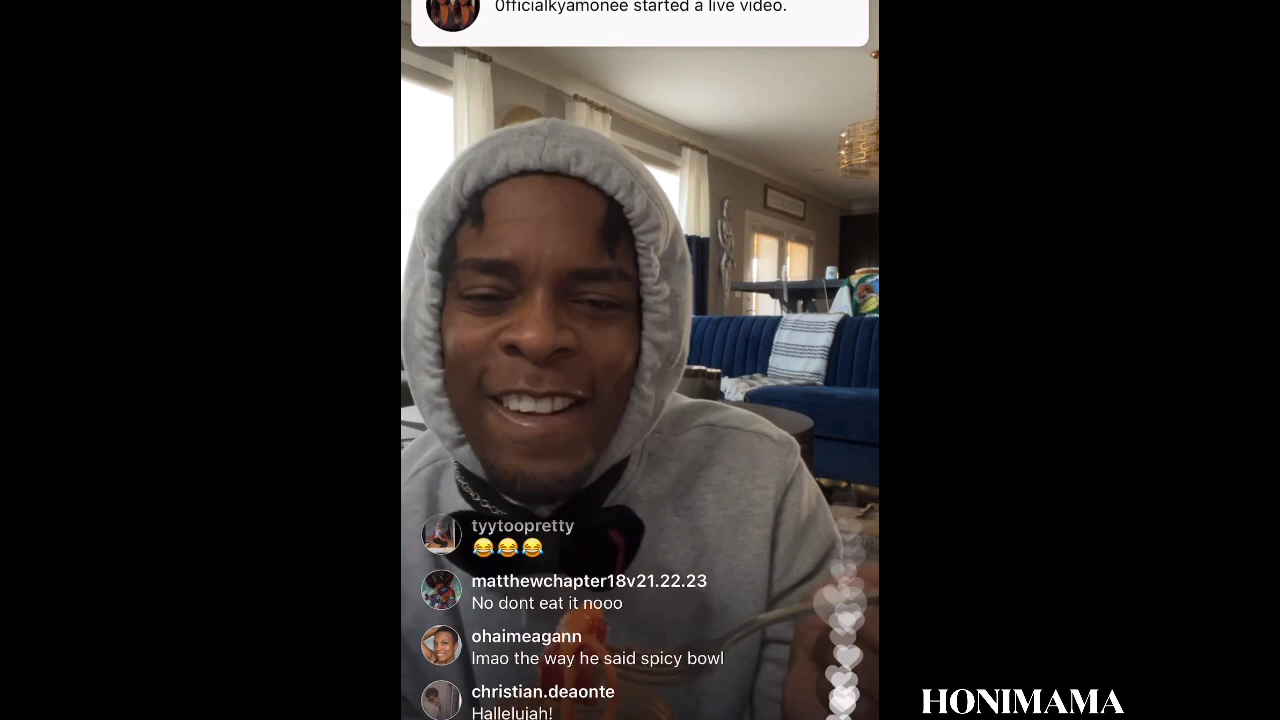 0fficialkyamonee started a live video.
tyytoopretty
😂😂😂
matthewchapter18v21.22.23
No dont eat it nooo
ohaimeagann
lmao the way he said spicy bowl
christian.deaonte
Hallelujah!
HONIMAMA